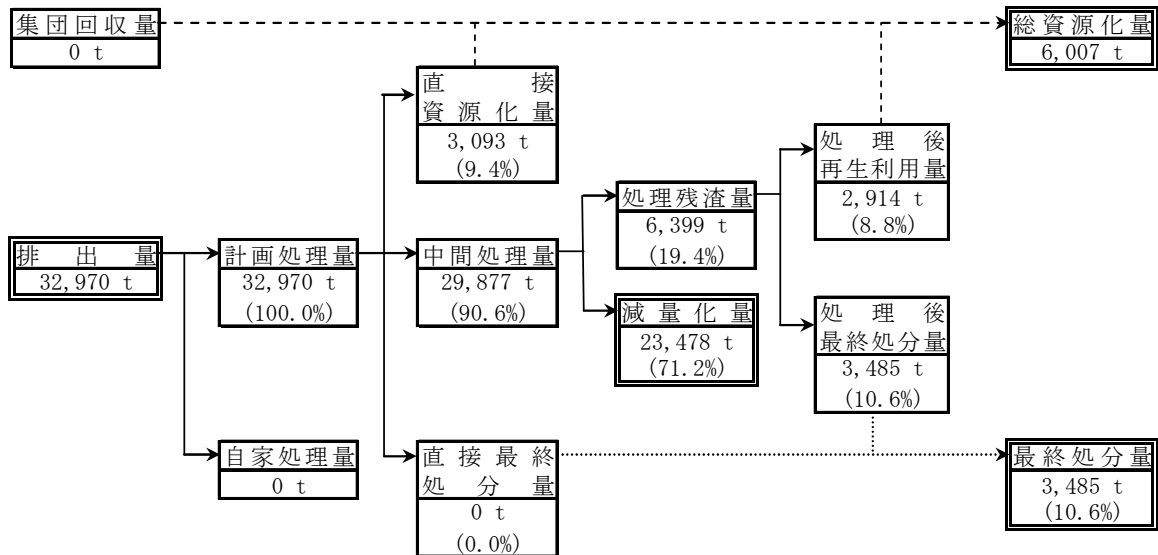 集団回収量
0 t
総資源化量
6,007 t
直接
資源化量
3,093 t
(9.4%)
処理後
再生利用量
2,914 t
(8.8%)
処理残渣量
6,399 t
(19.4%)
排出量
32,970 t
計画処理量
32,970 t
(100.0%)
中間処理量
29,877 t
(90.6%)
減量化量
23,478 t
(71.2%)
処理後
最終処分量
3,485 t
(10.6%)
自家処理量
0 t
直接最終
処分量
0 t
(0.0%)
最終処分量
3,485 t
(10.6%)